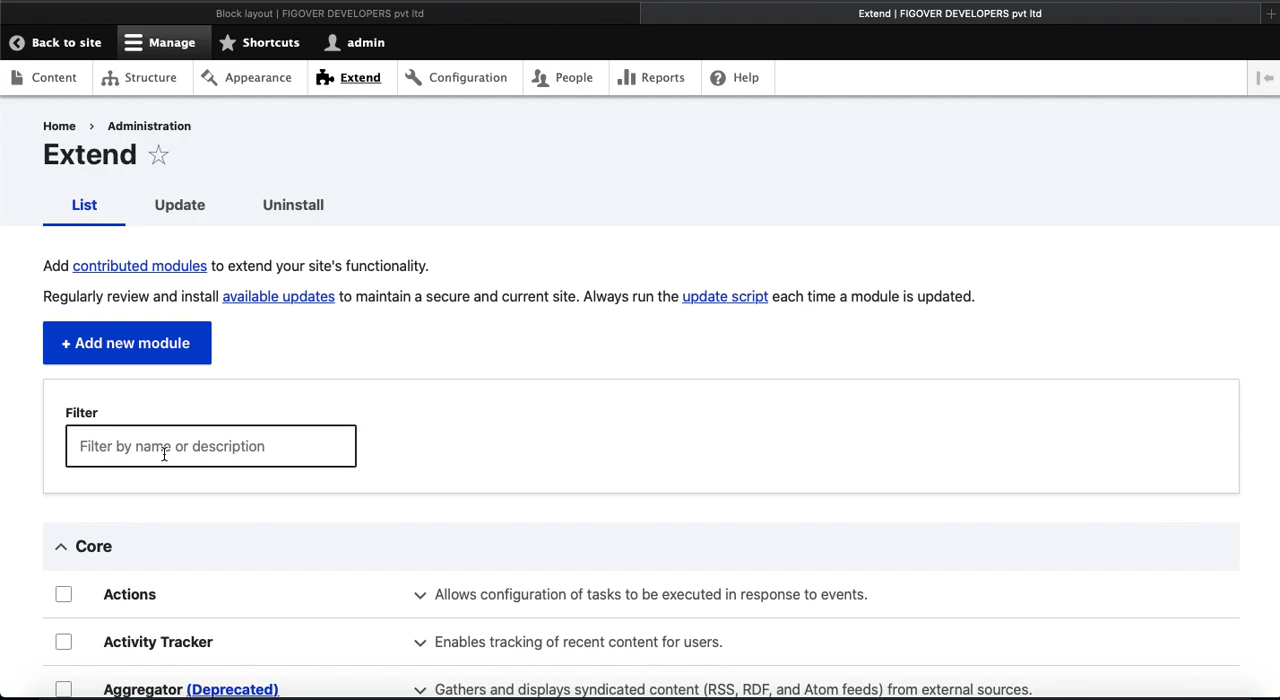 Block layout | FIGOVER DEVELOPERS pvt ltd
Extend | FIGOVER DEVELOPERS pvt ltd
Back to site Manage Shortcuts admin
Content Structure Appearance Extend Configuration People Reports Help
Home › Administration
Extend
List Update Uninstall
Add contributed modules to extend your site's functionality.
Regularly review and install available updates to maintain a secure and current site. Always run the update script each time a module is updated.
+ Add new module
Filter
Filter by name or description
Core
Actions Allows configuration of tasks to be executed in response to events.
Activity Tracker Enables tracking of recent content for users.
Aggregator (Deprecated) Gathers and displays syndicated content (RSS, RDF, and Atom feeds) from external sources.